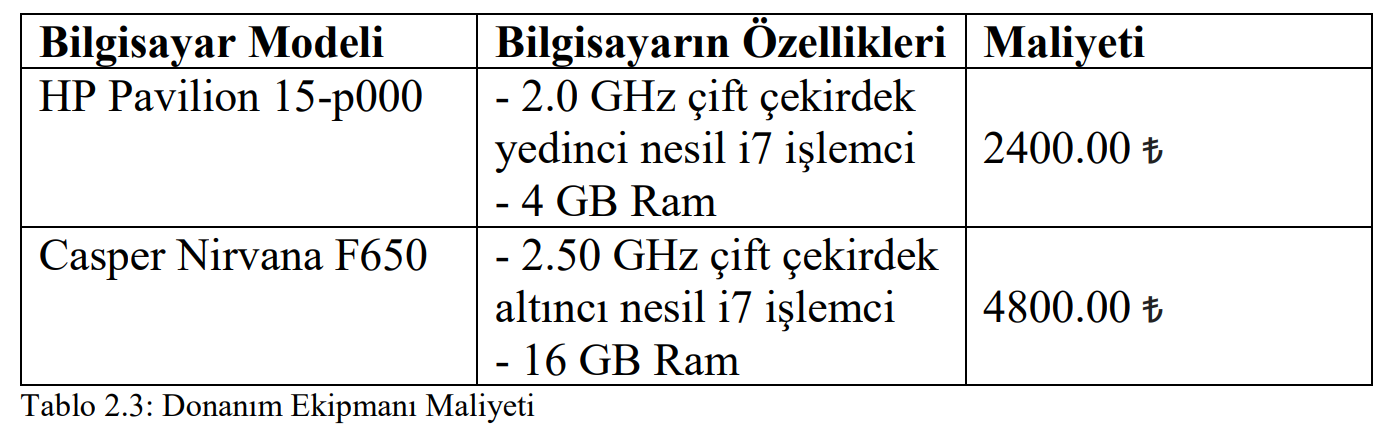 Bilgisayar Modeli
Bilgisayarın Özellikleri
Maliyeti
HP Pavilion 15-p000
- 2.0 GHz çift çekirdek
yedinci nesil i7 işlemci
- 4 GB Ram
2400.00 ₺
Casper Nirvana F650
- 2.50 GHz çift çekirdek
altıncı nesil i7 işlemci
- 16 GB Ram
4800.00 ₺
Tablo 2.3: Donanım Ekipmanı Maliyeti